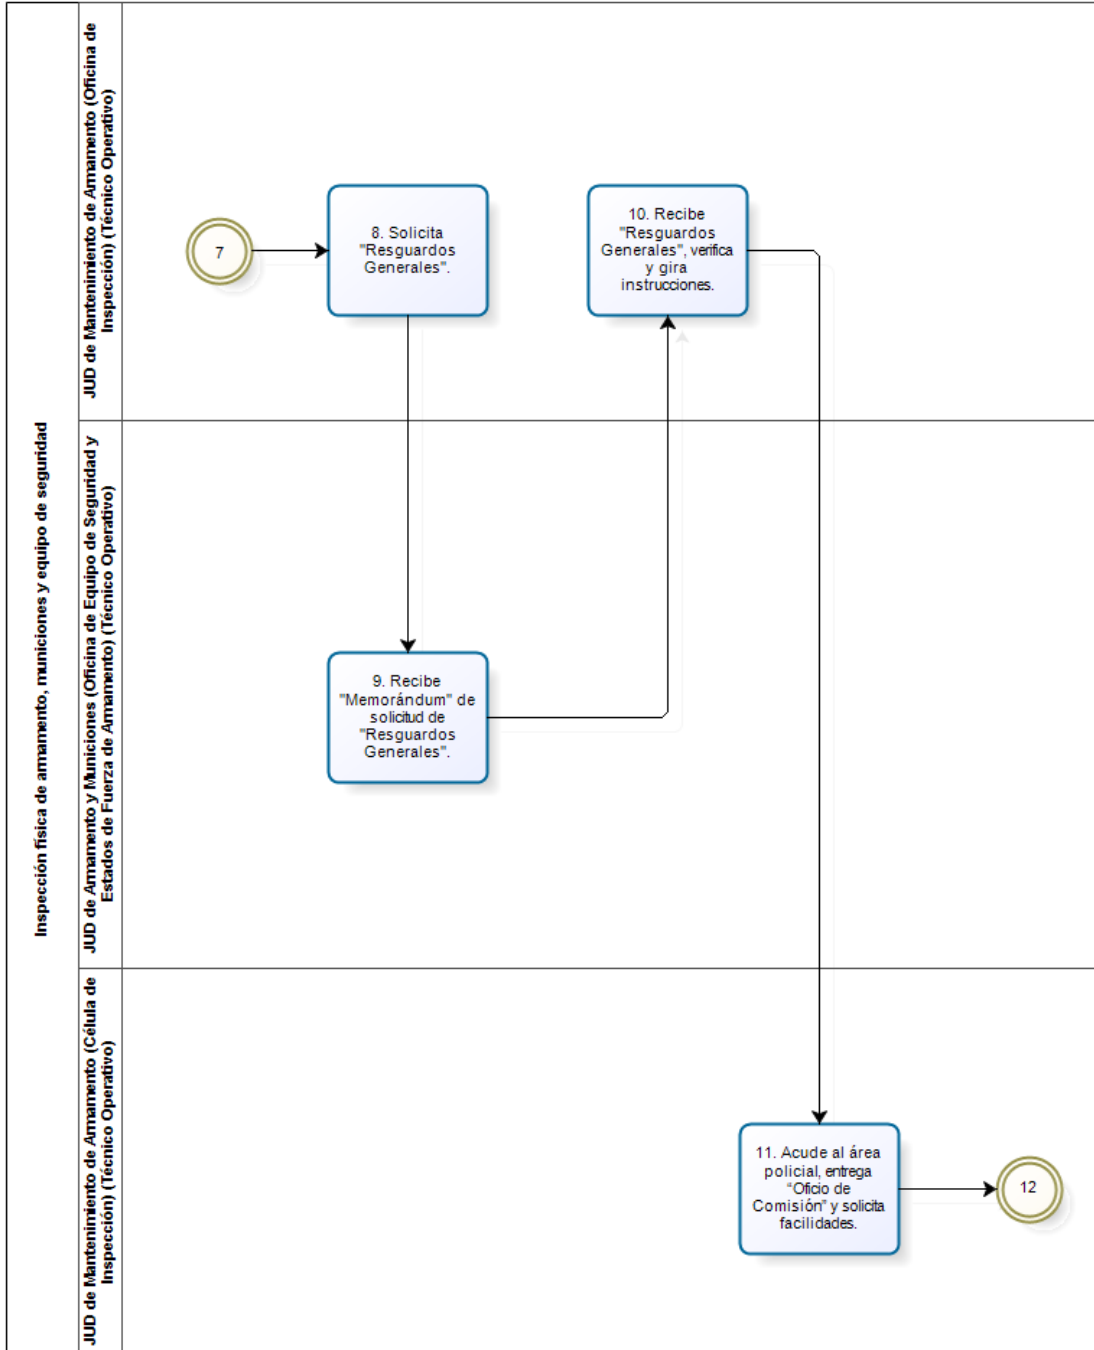 Inspección física de armamento, municiones y equipo de seguridad
JUD de Mantenimiento de Armamento (Oficina de
Inspección) (Técnico Operativo)
7
8. Solicita
"Resguardos
Generales".
10. Recibe
"Resguardos
Generales", verifica
y gira
instrucciones.
JUD de Armamento y Municiones (Oficina de Equipo de Seguridad y
Estados de Fuerza de Armamento) (Técnico Operativo)
9. Recibe
"Memorándum" de
solicitud de
"Resguardos
Generales".
JUD de Mantenimiento de Armamento (Célula de
Inspección) (Técnico Operativo)
11. Acude al área
policial, entrega
“Oficio de
Comisión” y solicita
facilidades.
12